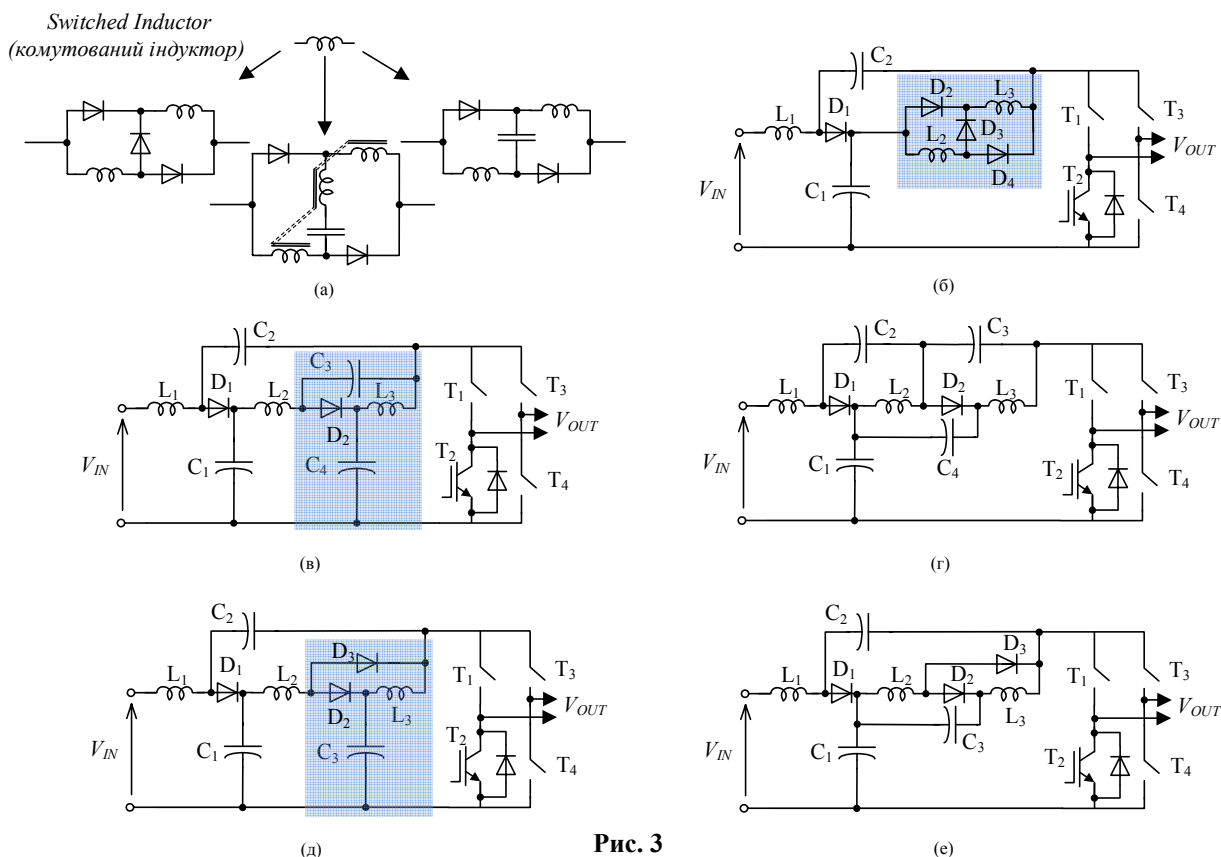 Switched Inductor
(комутований індуктор)
(а)
C2
D2
L3
L1
D1
D3
L2
D4
T1
T3
VOUT
T2
VIN
C1
T4
(б)
C2
C3
L1
D1
L2
L3
D2
T1
T3
VOUT
T2
VIN
C1
C4
T4
(в)
C2
C3
L1
D1
L2
D2
L3
T1
T3
VOUT
C4
VIN
C1
T2
T4
(г)
C2
D3
L1
D1
L2
D2
L3
T1
T3
VOUT
T2
VIN
C1
C3
T4
(д)
C2
D3
L1
D1
L2
D2
L3
T1
T3
VOUT
C3
VIN
C1
T2
T4
(е)
Рис. 3